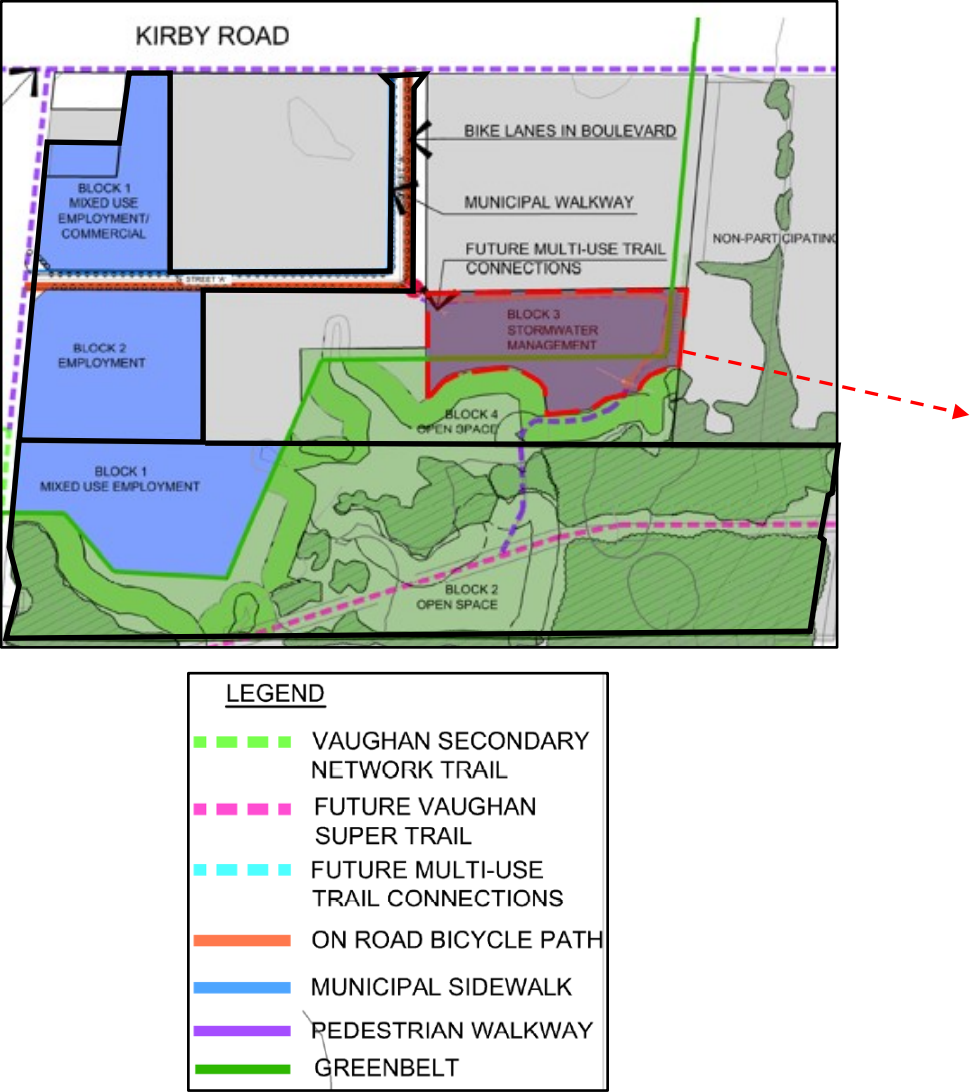 KIRBY ROAD
BIKE LANES IN BOULEVARD
BLOCK 1
MIXED USE
EMPLOYMENT/
COMMERCIAL
MUNICIPAL WALKWAY
NON-PARTICIPATING
FUTURE MULTI-USE TRAIL
CONNECTIONS
STREET 'A'
BLOCK 3
STORMWATER
MANAGEMENT
BLOCK 2
EMPLOYMENT
BLOCK 4
OPEN SPACE
BLOCK 1
MIXED USE EMPLOYMENT
BLOCK 2
OPEN SPACE
LEGEND
VAUGHAN SECONDARY
NETWORK TRAIL
FUTURE VAUGHAN
SUPER TRAIL
FUTURE MULTI-USE
TRAIL CONNECTIONS
ON ROAD BICYCLE PATH
MUNICIPAL SIDEWALK
PEDESTRIAN WALKWAY
GREENBELT